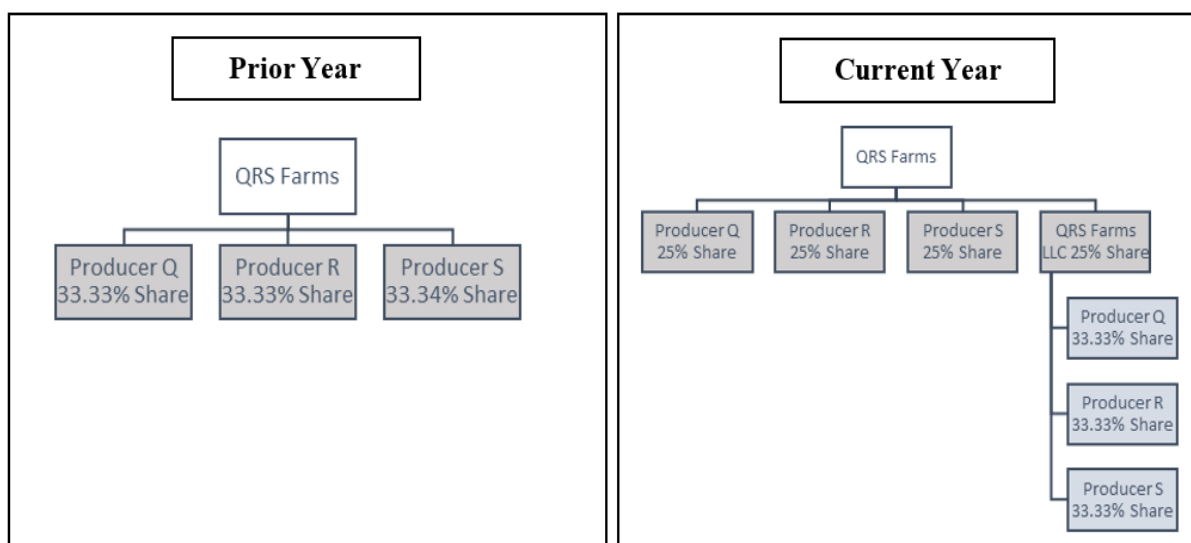 Prior Year
QRS Farms
Producer Q
33.33% Share
Producer R
33.33% Share
Producer S
33.34% Share
Current Year
QRS Farms
Producer Q
25% Share
Producer R
25% Share
Producer S
25% Share
QRS Farms
LLC 25% Share
Producer Q
33.33% Share
Producer R
33.33% Share
Producer S
33.33% Share